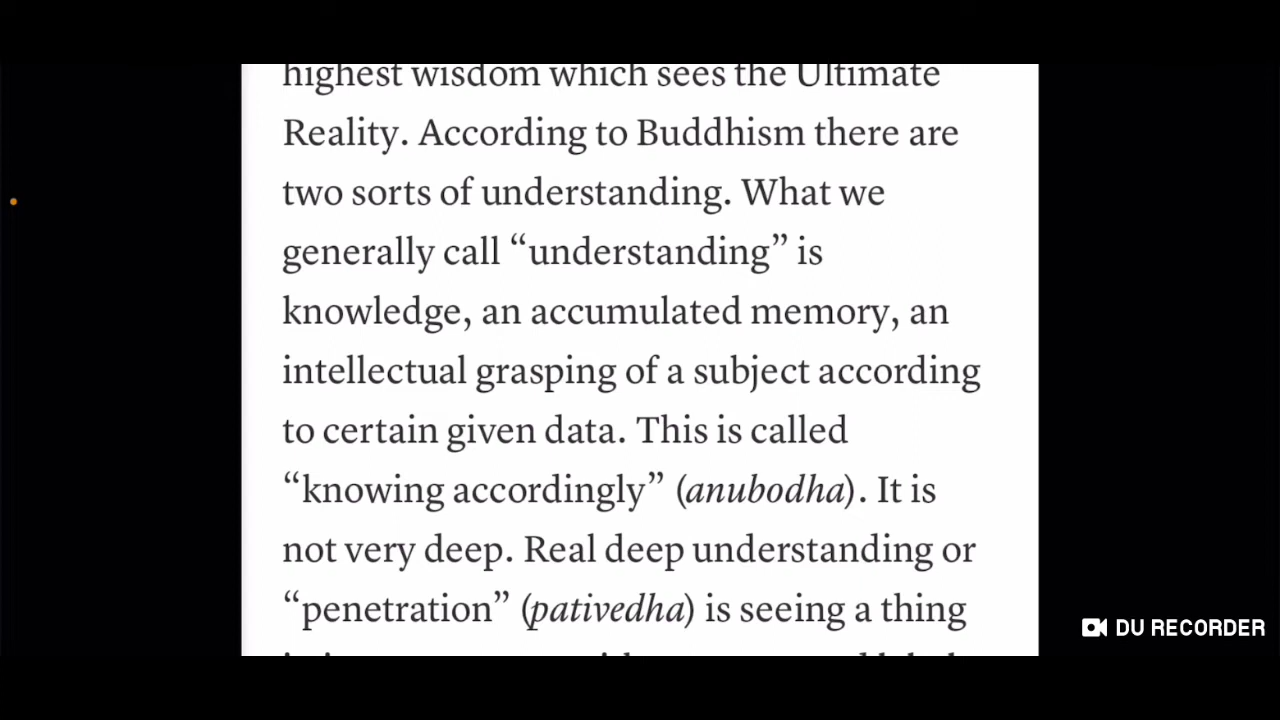 highest wisdom which sees the Ultimate
Reality. According to Buddhism there are
two sorts of understanding. What we
generally call “understanding” is
knowledge, an accumulated memory, an
intellectual grasping of a subject according
to certain given data. This is called
“knowing accordingly” (anubodha). It is
not very deep. Real deep understanding or
“penetration” (pativedha) is seeing a thing
DU RECORDER